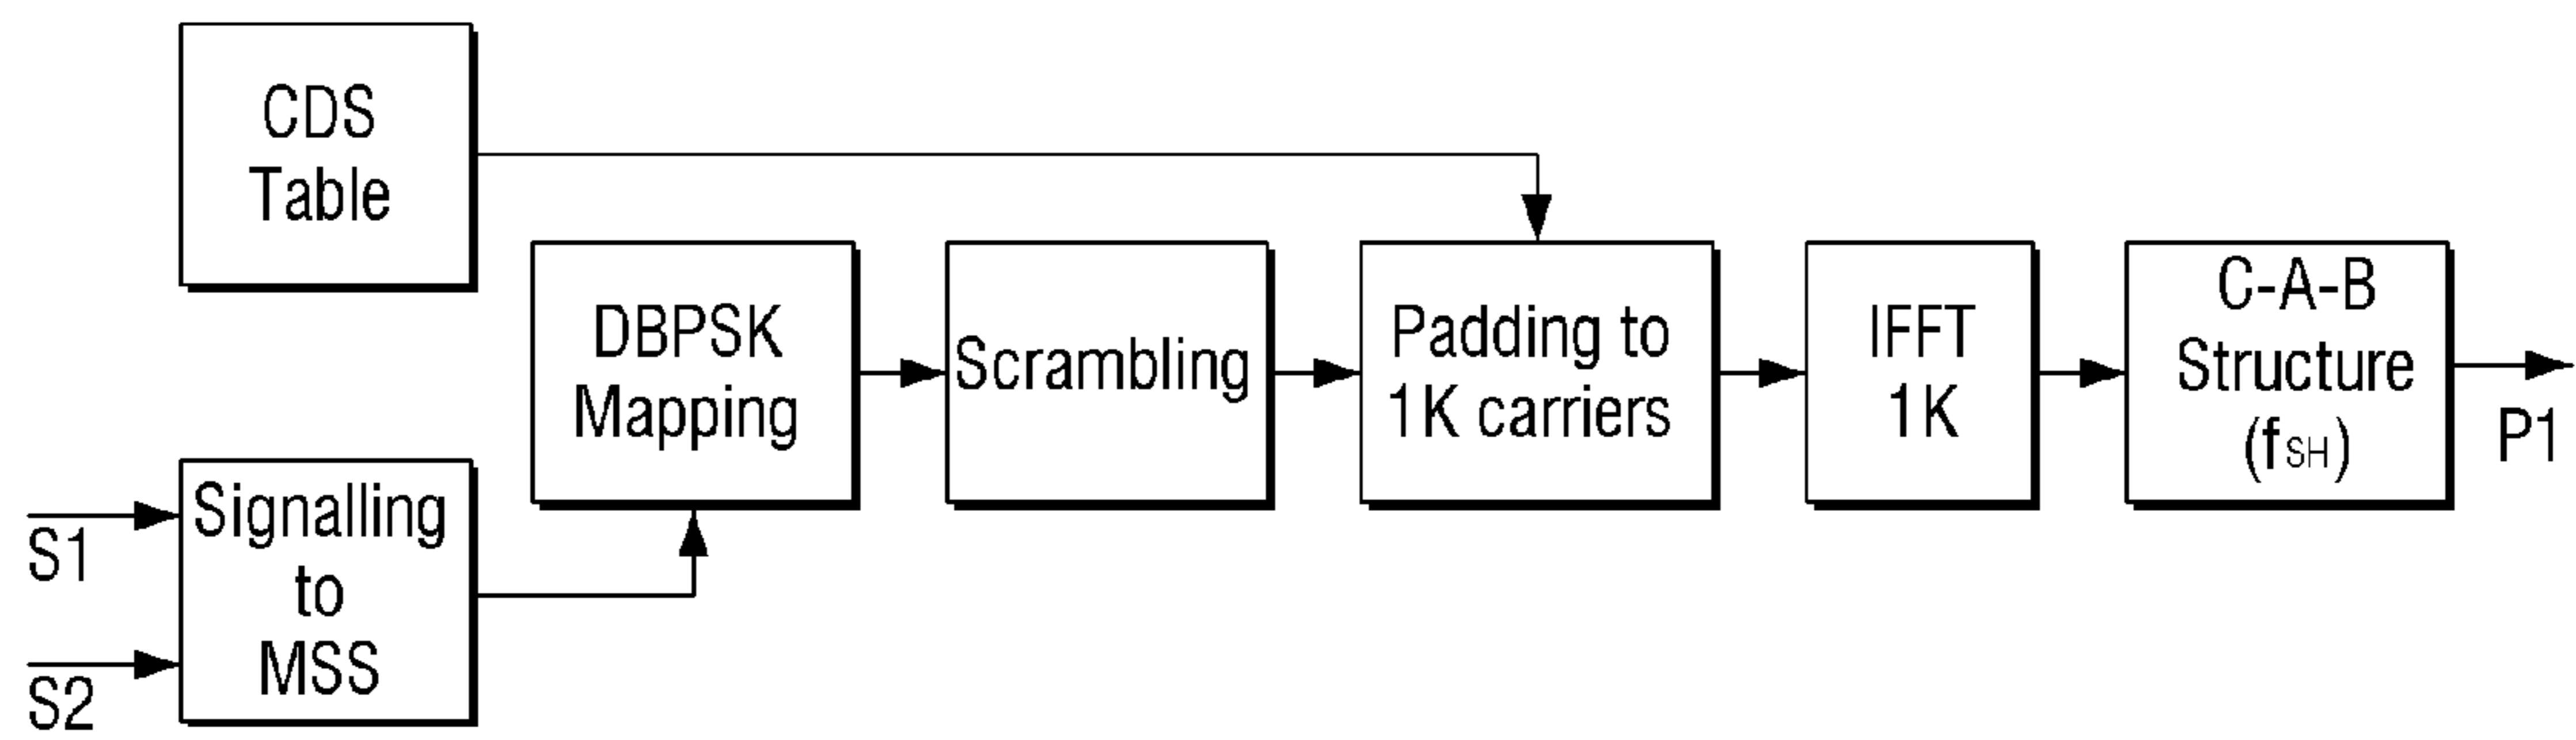 CDS
Table
DBPSK
Mapping
Scrambling
Padding to
1K carriers
IFFT
1K
C-A-B
Structure
(fSH)
P1
S1
S2
Signalling
to
MSS